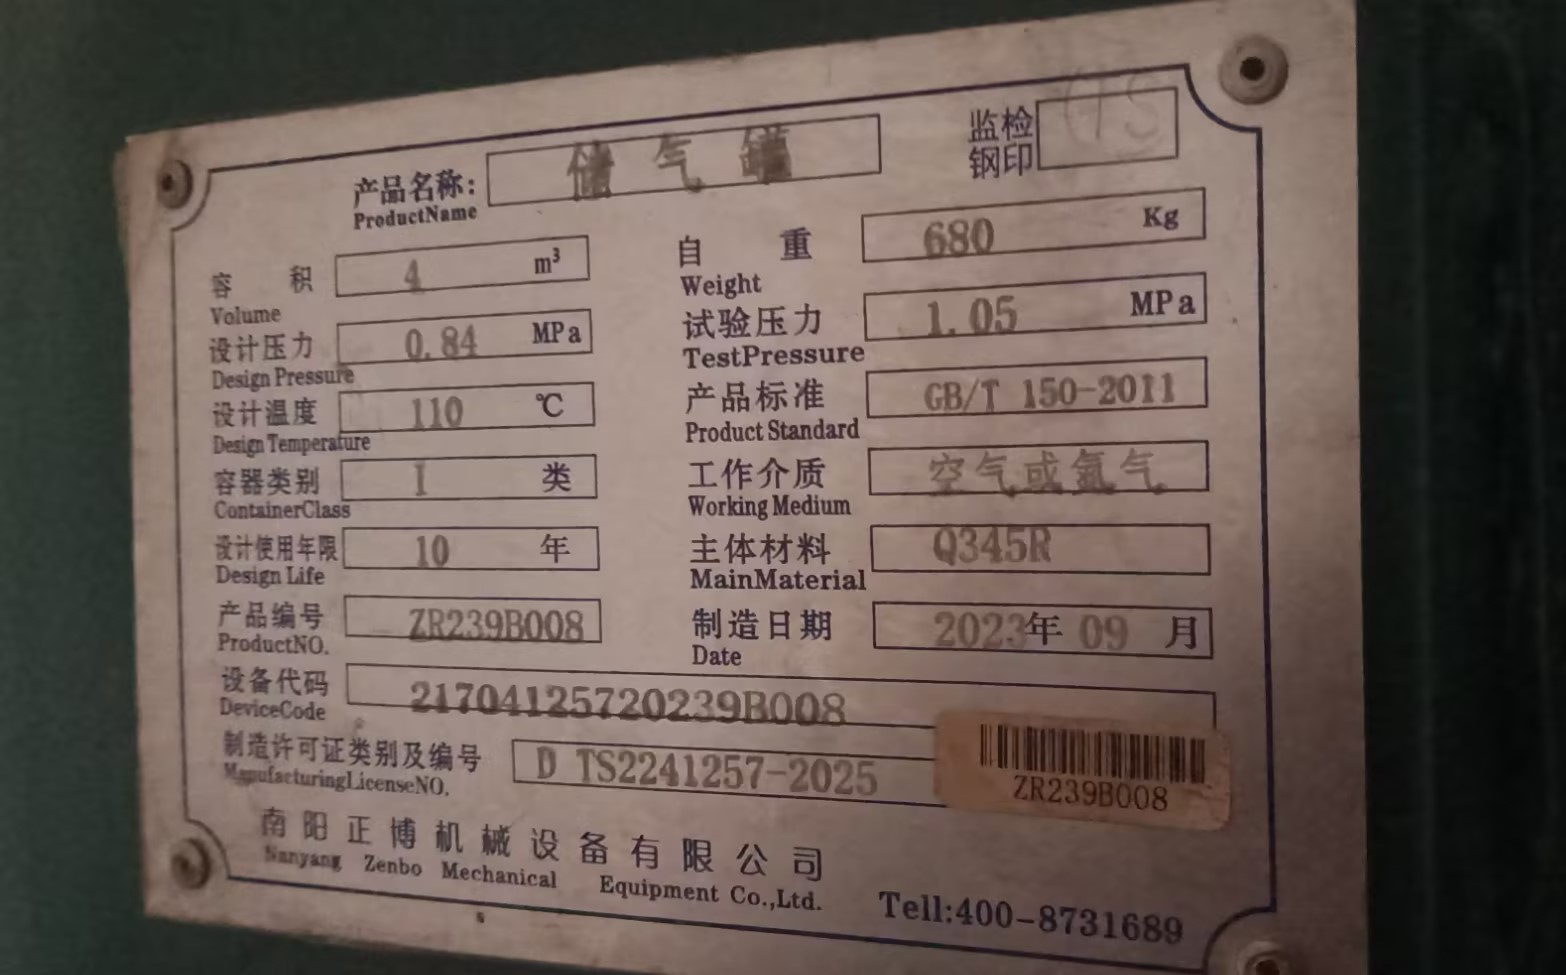 产品名称: 储气罐 监检
ProductName 钢印
容 积 4 m³ 自 重 680 Kg
Volume Weight
设计压力 0.84 MPa 试验压力 1.05 MPa
Design Pressure TestPressure
设计温度 110 ℃ 产品标准 GB/T 150-2011
Design Temperature Product Standard
容器类别 I 类 工作介质 空气或氮气
ContainerClass Working Medium
设计使用年限 10 年 主体材料 Q345R
Design Life MainMaterial
产品编号 ZR239B008 制造日期 2023年 09 月
ProductNO. Date
设备代码 21704125720239B008
DeviceCode
制造许可证类别及编号 D TS2241257-2025
ManufacturingLicenseNO.
ZR239B008
南阳正博机械设备有限公司
Nanyang Zenbo Mechanical Equipment Co.,Ltd. Tell:400-8731689